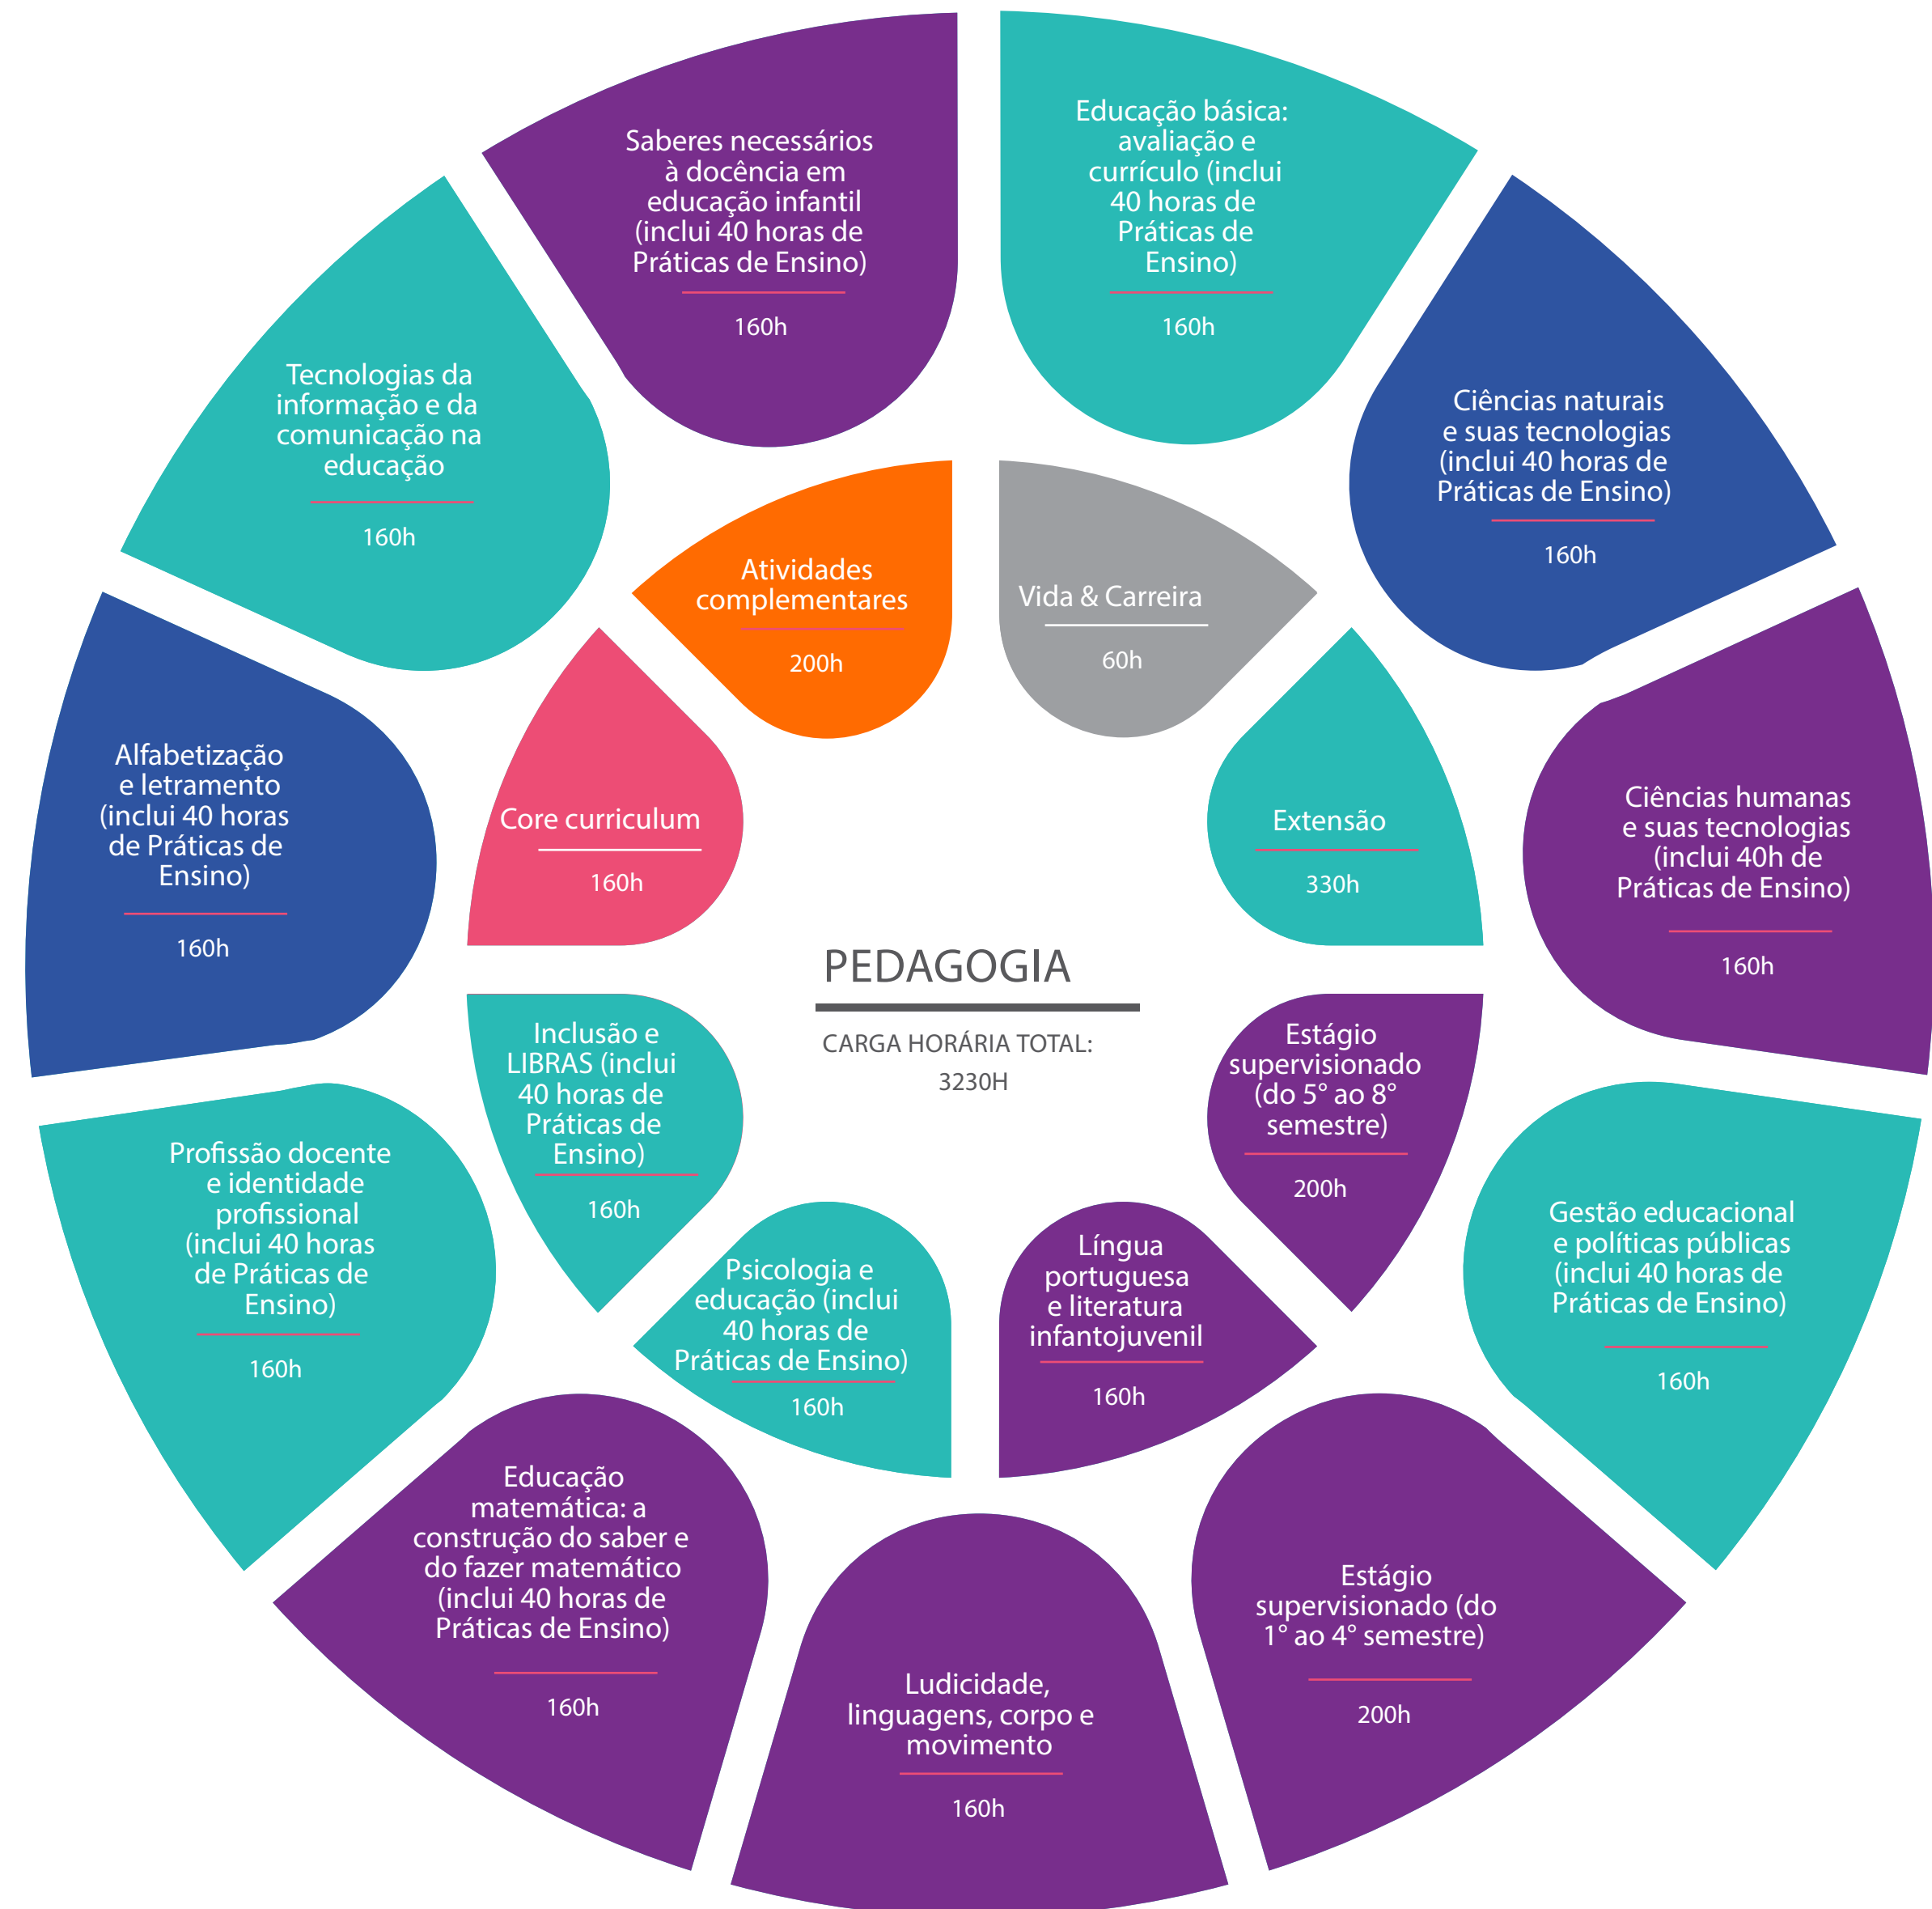 Saberes necessários
à docência em
educação infantil
(inclui 40 horas de
Práticas de Ensino)
160h
Educação básica:
avaliação e
currículo (inclui
40 horas de
Práticas de
Ensino)
160h
Ciências naturais
e suas tecnologias
(inclui 40 horas de
Práticas de Ensino)
160h
Ciências humanas
e suas tecnologias
(inclui 40h de
Práticas de Ensino)
160h
Gestão educacional
e políticas públicas
(inclui 40 horas de
Práticas de Ensino)
160h
Estágio
supervisionado (do
1° ao 4° semestre)
200h
Ludicidade,
linguagens, corpo e
movimento
160h
Educação
matemática: a
construção do saber e
do fazer matemático
(inclui 40 horas de
Práticas de Ensino)
160h
Profissão docente
e identidade
profissional
(inclui 40 horas
de Práticas de
Ensino)
160h
Alfabetização
e letramento
(inclui 40 horas
de Práticas de
Ensino)
160h
Tecnologias da
informação e da
comunicação na
educação
160h
Atividades
complementares
200h
Vida & Carreira
60h
Extensão
330h
Estágio
supervisionado
(do 5° ao 8°
semestre)
200h
Língua
portuguesa
e literatura
infantojuvenil
160h
Psicologia e
educação (inclui
40 horas de
Práticas de Ensino)
160h
Inclusão e
LIBRAS (inclui
40 horas de
Práticas de
Ensino)
160h
Core curriculum
160h
PEDAGOGIA
CARGA HORÁRIA TOTAL:
3230H